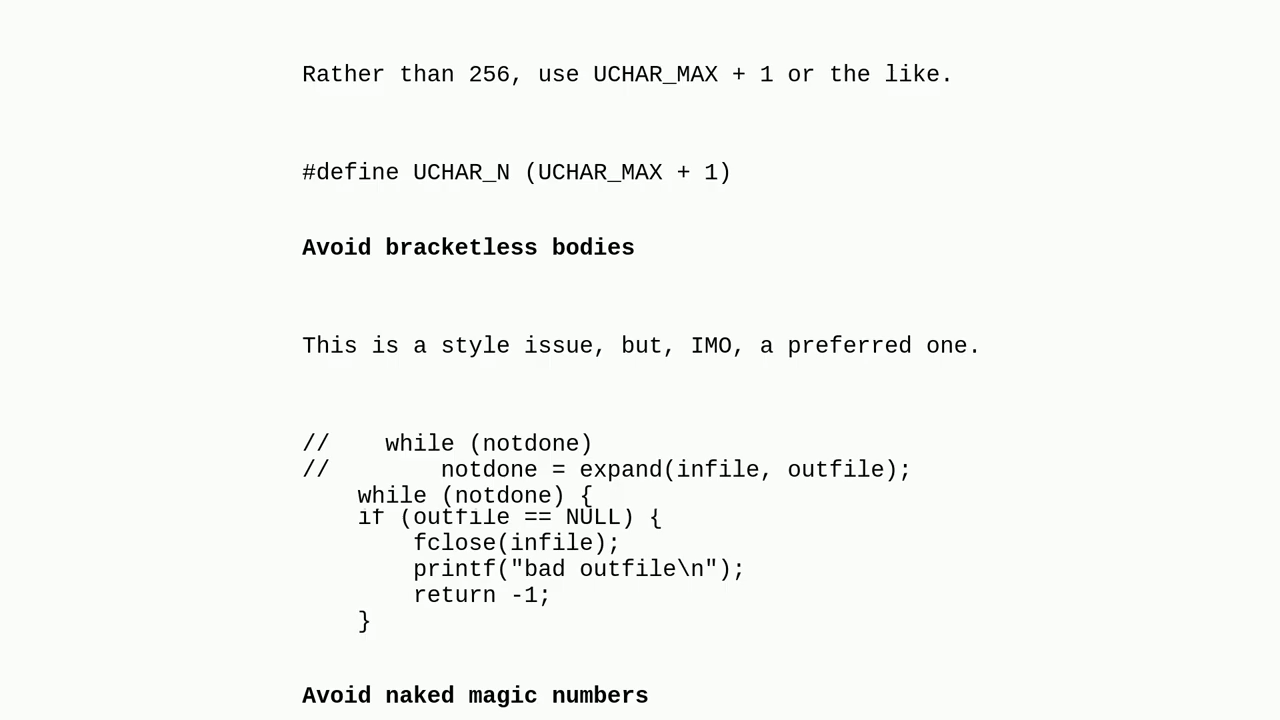 Rather than 256, use UCHAR_MAX + 1 or the like.
#define UCHAR_N (UCHAR_MAX + 1)
Avoid bracketless bodies
This is a style issue, but, IMO, a preferred one.
//    while (notdone)
//        notdone = expand(infile, outfile);
    while (notdone) {
    if (outfile == NULL) {
        fclose(infile);
        printf("bad outfile\n");
        return -1;
    }
Avoid naked magic numbers